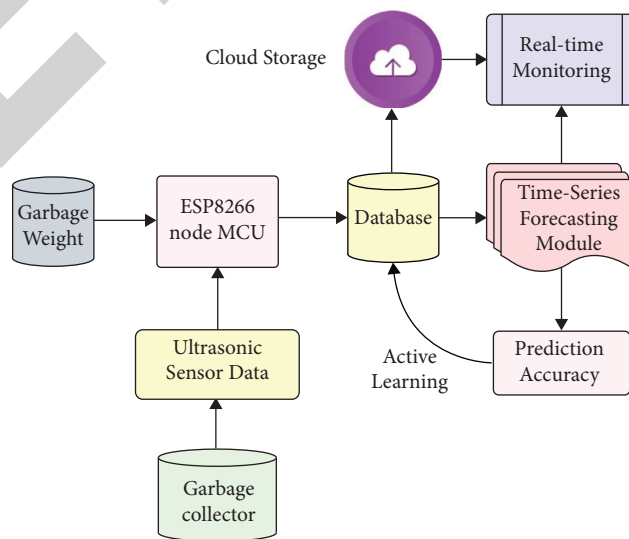 Cloud Storage
Real-time
Monitoring
Garbage
Weight
ESP8266
node MCU
Database
Time-Series
Forecasting
Module
Ultrasonic
Sensor Data
Active
Learning
Prediction
Accuracy
Garbage
collector